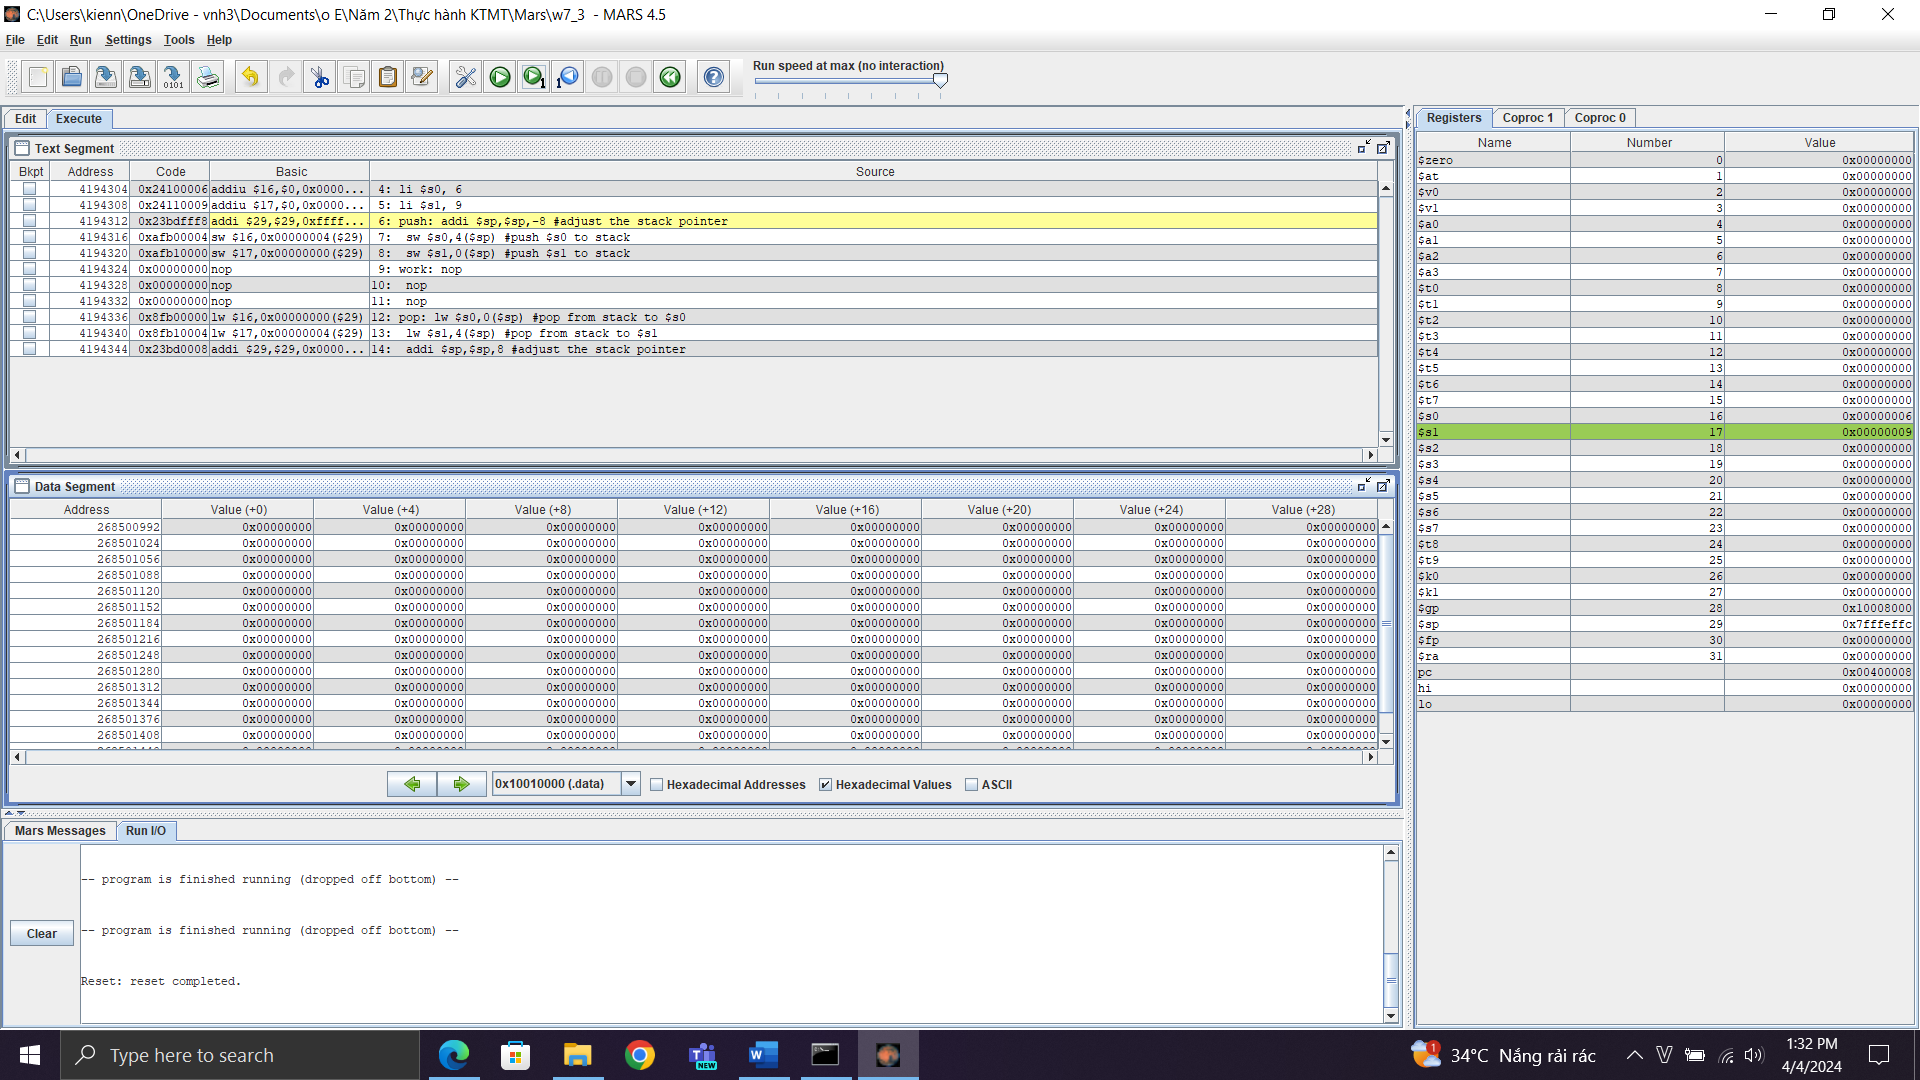 C:\Users\kienn\OneDrive - vnh3\Documents\o E\Năm 2\Thực hành KTMT\Mars\w7_3 - MARS 4.5
File Edit Run Settings Tools Help
Run speed at max (no interaction)
Edit Execute
Text Segment
Bkpt Address Code Basic Source
4194304 0x24100006 addiu $16,$0,0x0000... 4: li $s0, 6
4194308 0x24110009 addiu $17,$0,0x0000... 5: li $s1, 9
4194312 0x23bdfff8 addi $29,$29,0xffff... 6: push: addi $sp,$sp,-8 #adjust the stack pointer
4194316 0xafb00004 sw $16,0x00000004($29) 7: sw $s0,4($sp) #push $s0 to stack
4194320 0xafb10000 sw $17,0x00000000($29) 8: sw $s1,0($sp) #push $s1 to stack
4194324 0x00000000 nop 9: work: nop
4194328 0x00000000 nop 10: nop
4194332 0x00000000 nop 11: nop
4194336 0x8fb00000 lw $16,0x00000000($29) 12: pop: lw $s0,0($sp) #pop from stack to $s0
4194340 0x8fb10004 lw $17,0x00000004($29) 13: lw $s1,4($sp) #pop from stack to $s1
4194344 0x23bd0008 addi $29,$29,0x0000... 14: addi $sp,$sp,8 #adjust the stack pointer
Data Segment
Address Value (+0) Value (+4) Value (+8) Value (+12) Value (+16) Value (+20) Value (+24) Value (+28)
268500992 0x00000000 0x00000000 0x00000000 0x00000000 0x00000000 0x00000000 0x00000000 0x00000000
268501024 0x00000000 0x00000000 0x00000000 0x00000000 0x00000000 0x00000000 0x00000000 0x00000000
268501056 0x00000000 0x00000000 0x00000000 0x00000000 0x00000000 0x00000000 0x00000000 0x00000000
268501088 0x00000000 0x00000000 0x00000000 0x00000000 0x00000000 0x00000000 0x00000000 0x00000000
268501120 0x00000000 0x00000000 0x00000000 0x00000000 0x00000000 0x00000000 0x00000000 0x00000000
268501152 0x00000000 0x00000000 0x00000000 0x00000000 0x00000000 0x00000000 0x00000000 0x00000000
268501184 0x00000000 0x00000000 0x00000000 0x00000000 0x00000000 0x00000000 0x00000000 0x00000000
268501216 0x00000000 0x00000000 0x00000000 0x00000000 0x00000000 0x00000000 0x00000000 0x00000000
268501248 0x00000000 0x00000000 0x00000000 0x00000000 0x00000000 0x00000000 0x00000000 0x00000000
268501280 0x00000000 0x00000000 0x00000000 0x00000000 0x00000000 0x00000000 0x00000000 0x00000000
268501312 0x00000000 0x00000000 0x00000000 0x00000000 0x00000000 0x00000000 0x00000000 0x00000000
268501344 0x00000000 0x00000000 0x00000000 0x00000000 0x00000000 0x00000000 0x00000000 0x00000000
268501376 0x00000000 0x00000000 0x00000000 0x00000000 0x00000000 0x00000000 0x00000000 0x00000000
268501408 0x00000000 0x00000000 0x00000000 0x00000000 0x00000000 0x00000000 0x00000000 0x00000000
0x10010000 (.data) Hexadecimal Addresses Hexadecimal Values ASCII
Mars Messages Run I/O
-- program is finished running (dropped off bottom) --
-- program is finished running (dropped off bottom) --
Reset: reset completed.
Clear
Registers Coproc 1 Coproc 0
Name Number Value
$zero 0 0x00000000
$at 1 0x00000000
$v0 2 0x00000000
$v1 3 0x00000000
$a0 4 0x00000000
$a1 5 0x00000000
$a2 6 0x00000000
$a3 7 0x00000000
$t0 8 0x00000000
$t1 9 0x00000000
$t2 10 0x00000000
$t3 11 0x00000000
$t4 12 0x00000000
$t5 13 0x00000000
$t6 14 0x00000000
$t7 15 0x00000000
$s0 16 0x00000006
$s1 17 0x00000009
$s2 18 0x00000000
$s3 19 0x00000000
$s4 20 0x00000000
$s5 21 0x00000000
$s6 22 0x00000000
$s7 23 0x00000000
$t8 24 0x00000000
$t9 25 0x00000000
$k0 26 0x00000000
$k1 27 0x00000000
$gp 28 0x10008000
$sp 29 0x7fffeffc
$fp 30 0x00000000
$ra 31 0x00000000
pc 0x00400008
hi 0x00000000
lo 0x00000000
Type here to search
34°C Nắng rải rác
1:32 PM
4/4/2024